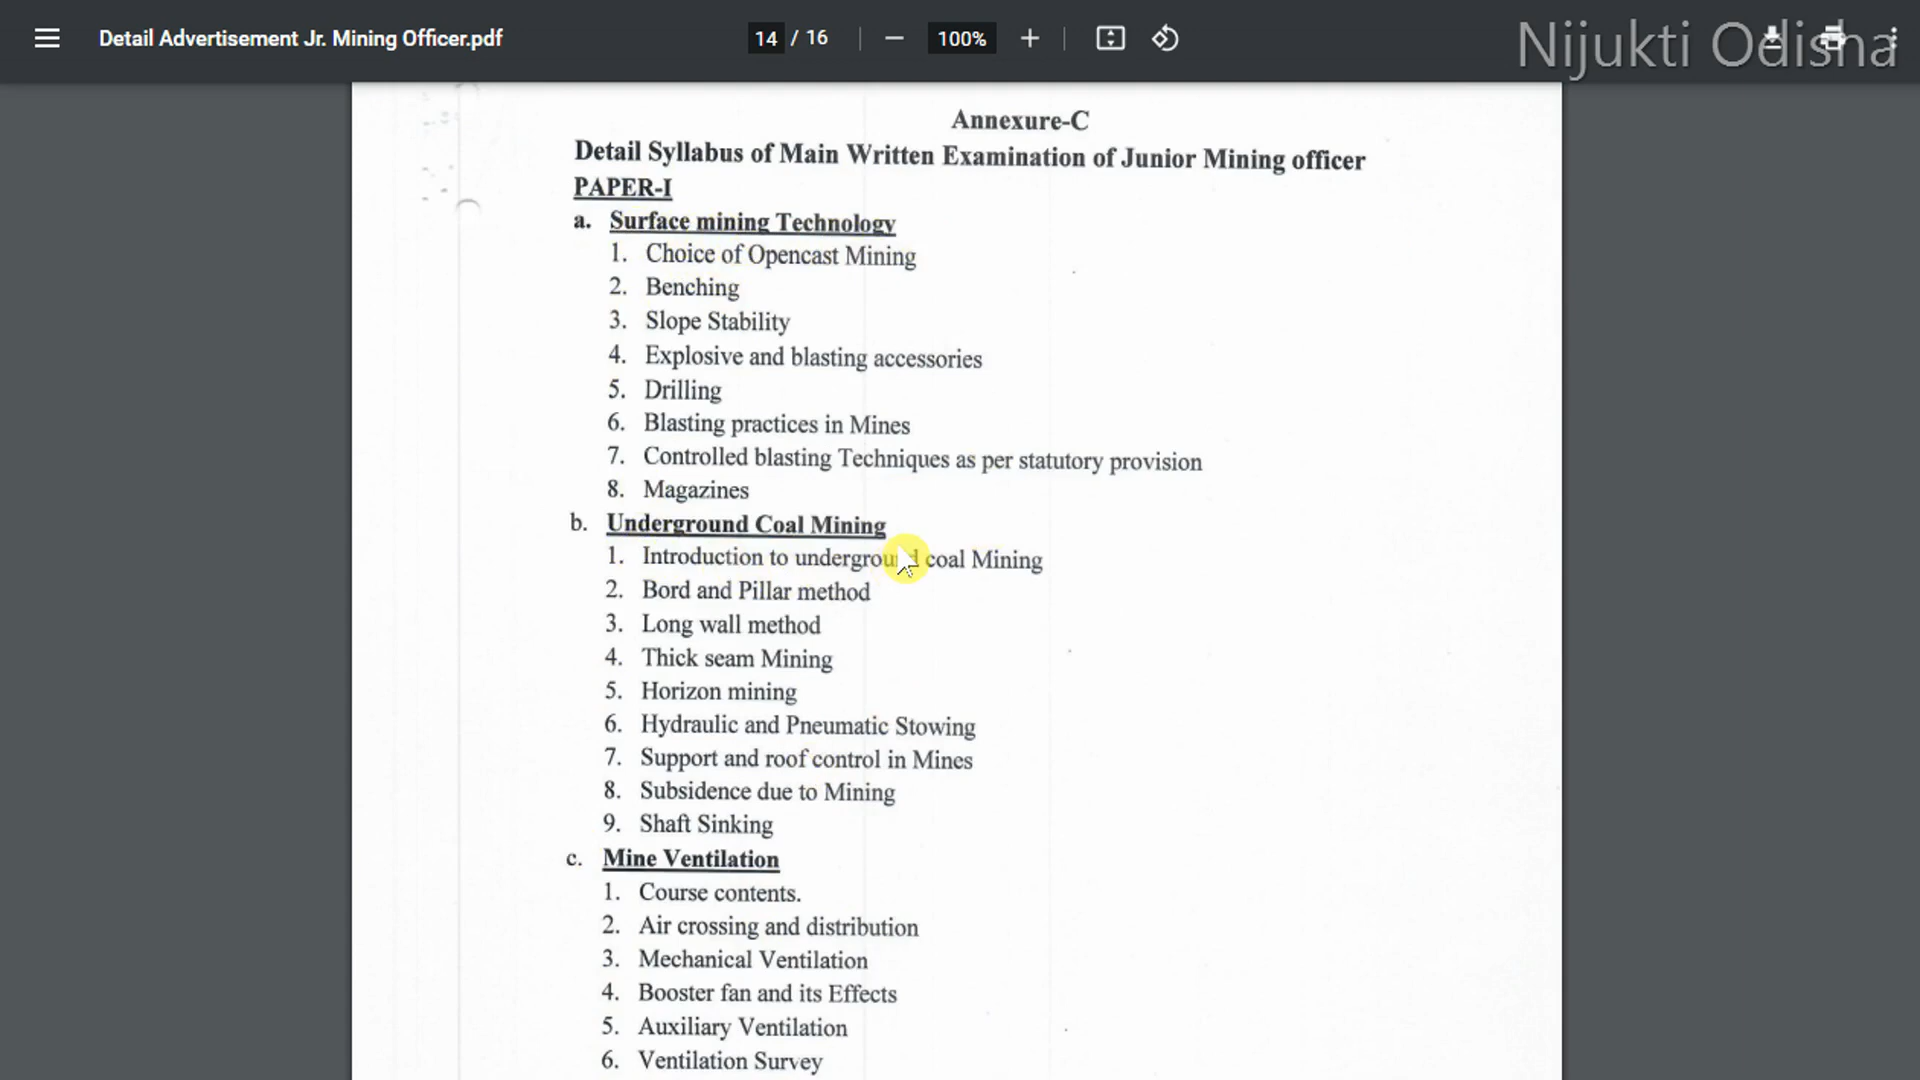 Detail Advertisement Jr. Mining Officer.pdf
14 / 16
100%
Nijukti Odisha
Annexure-C
Detail Syllabus of Main Written Examination of Junior Mining officer
PAPER-I
a. Surface mining Technology
1. Choice of Opencast Mining
2. Benching
3. Slope Stability
4. Explosive and blasting accessories
5. Drilling
6. Blasting practices in Mines
7. Controlled blasting Techniques as per statutory provision
8. Magazines
b. Underground Coal Mining
1. Introduction to underground coal Mining
2. Bord and Pillar method
3. Long wall method
4. Thick seam Mining
5. Horizon mining
6. Hydraulic and Pneumatic Stowing
7. Support and roof control in Mines
8. Subsidence due to Mining
9. Shaft Sinking
c. Mine Ventilation
1. Course contents.
2. Air crossing and distribution
3. Mechanical Ventilation
4. Booster fan and its Effects
5. Auxiliary Ventilation
6. Ventilation Survey